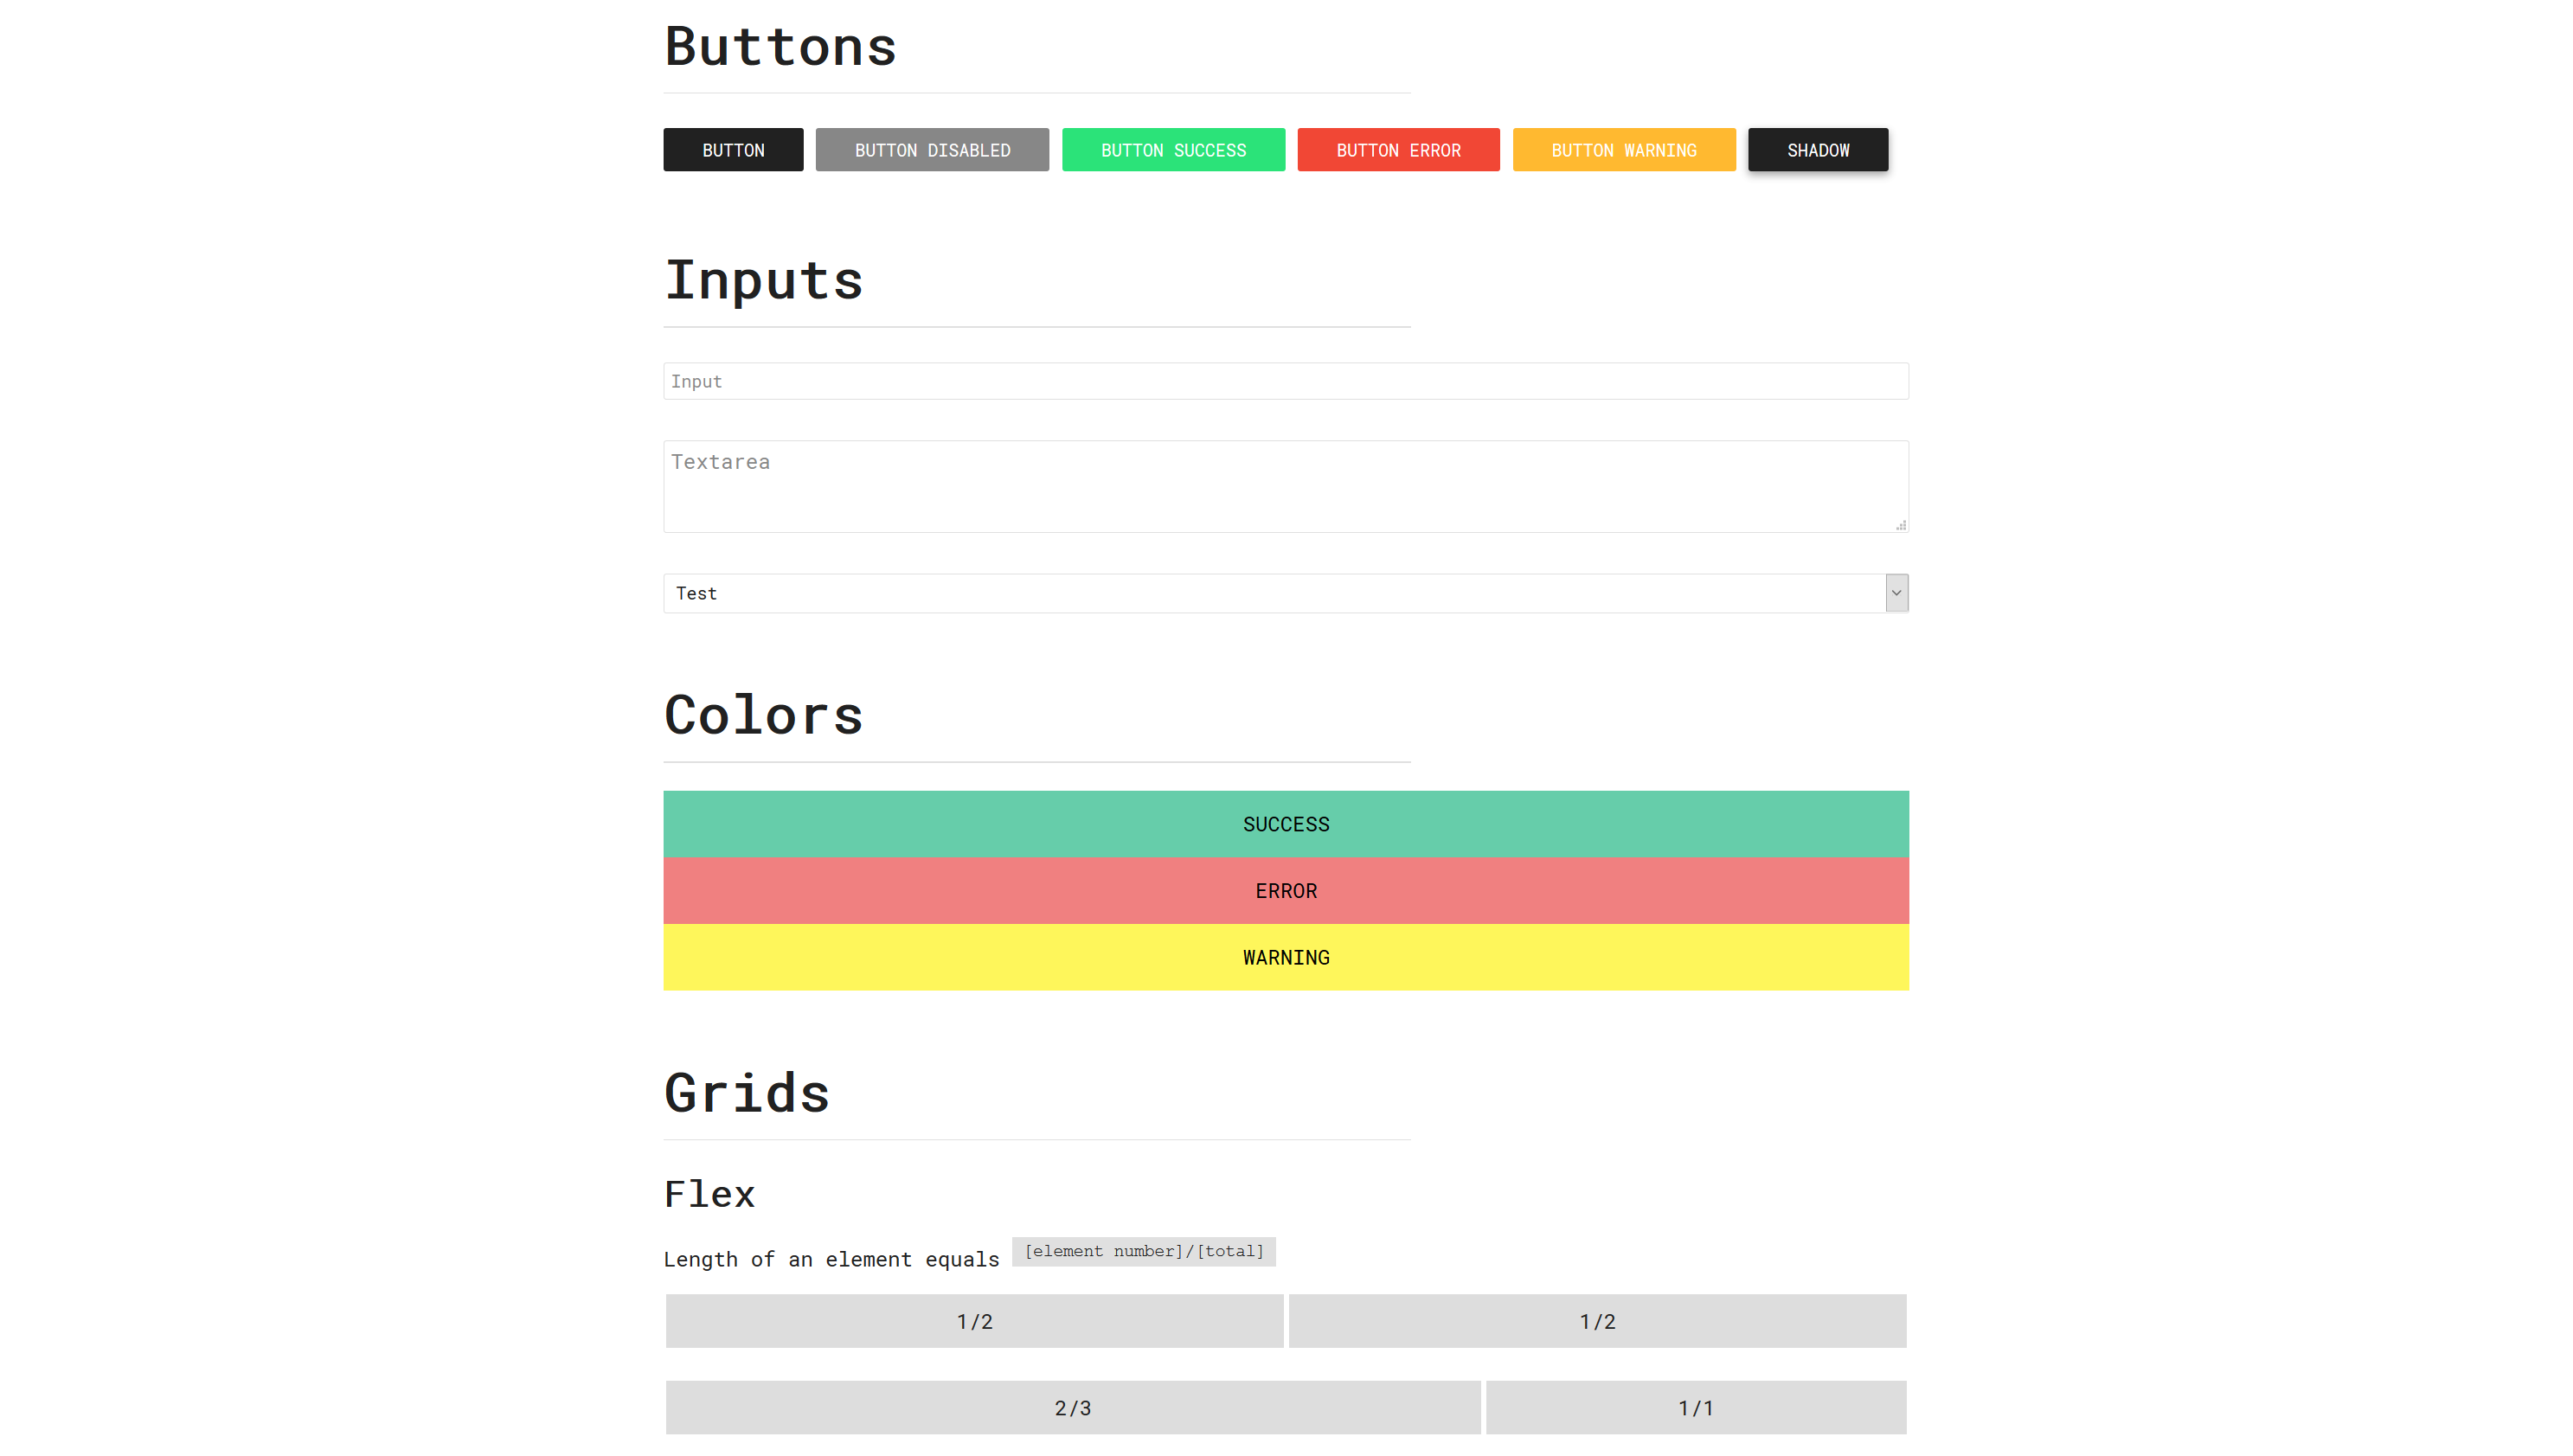 Buttons
BUTTON BUTTON DISABLED BUTTON SUCCESS BUTTON ERROR BUTTON WARNING SHADOW
Inputs
Input
Textarea
Test
Colors
SUCCESS
ERROR
WARNING
Grids
Flex
Length of an element equals [element number]/[total]
1/2 1/2
2/3 1/1